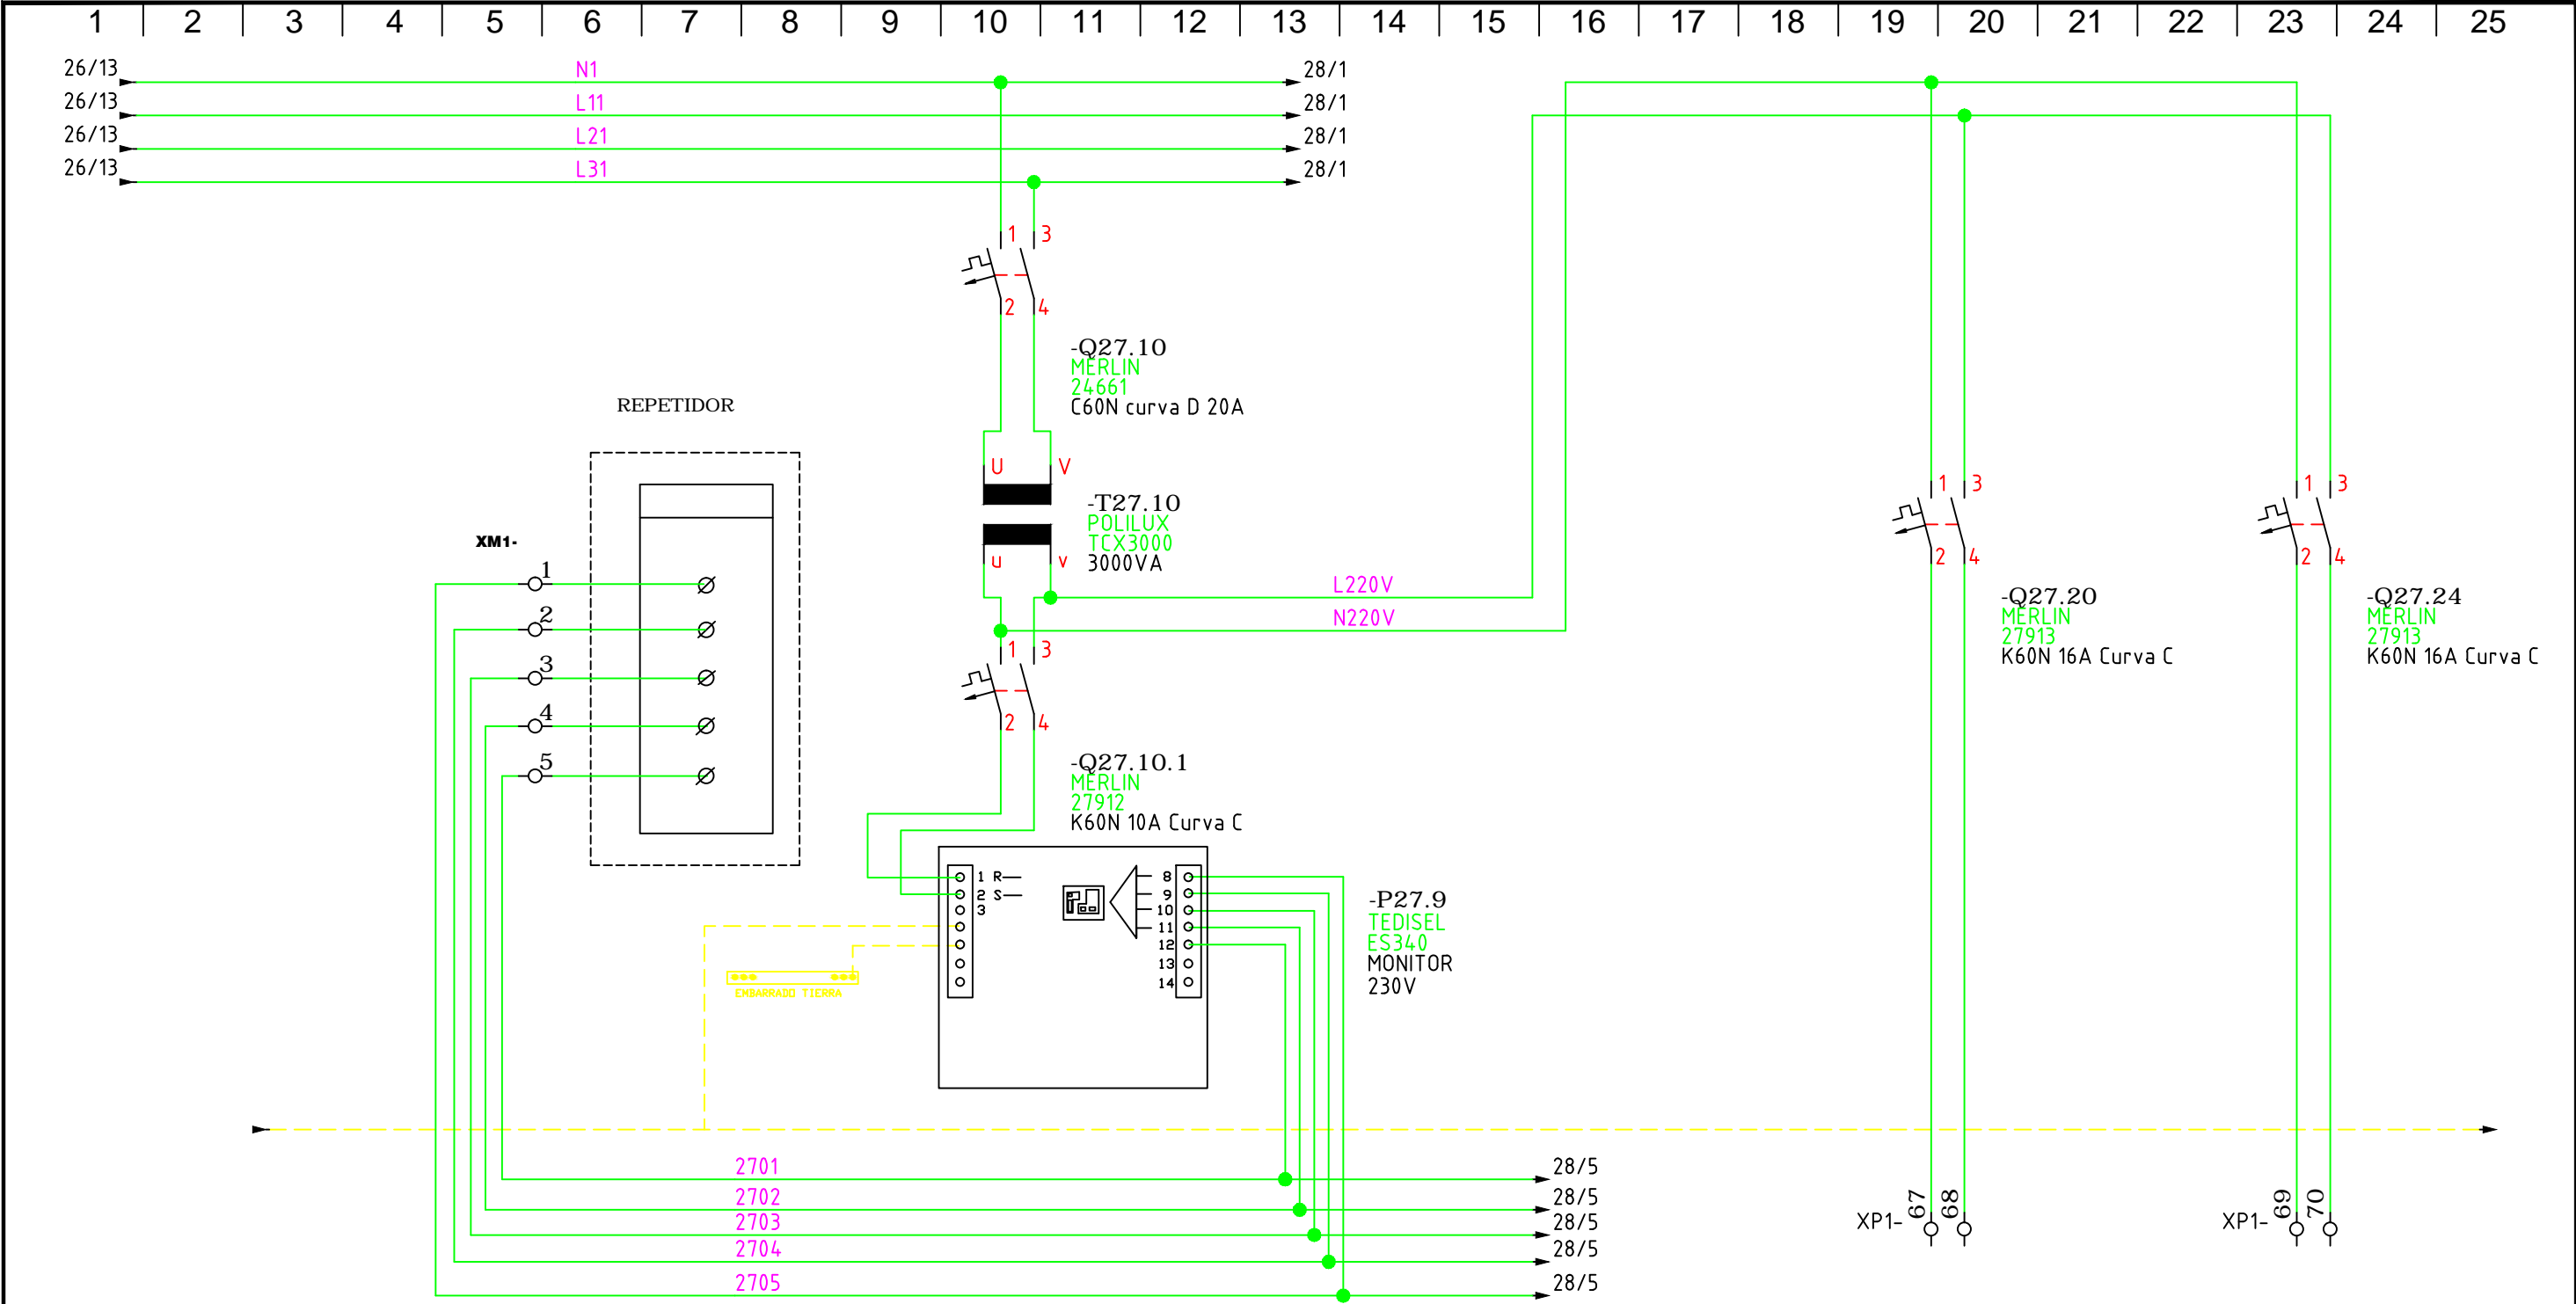 1 2 3 4 5 6 7 8 9 10 11 12 13 14 15 16 17 18 19 20 21 22 23 24 25
26/13 N1 28/1
26/13 L11 28/1
26/13 L21 28/1
26/13 L31 28/1
1 3
2 4
-Q27.10
MERLIN
24661
C60N curva D 20A
REPETIDOR
U V
-T27.10
POLILUX
TCX3000
3000VA
u v
L220V
N220V
XM1-
1
2
3
4
5
1 3
2 4
-Q27.10.1
MERLIN
27912
K60N 10A Curva C
1 3
2 4
-Q27.20
MERLIN
27913
K60N 16A Curva C
1 3
2 4
-Q27.24
MERLIN
27913
K60N 16A Curva C
1 R
2 S
3
8
9
10
11
12
13
14
-P27.9
TEDISEL
ES340
MONITOR
230V
EMBARRADO TIERRA
2701 28/5
2702 28/5
2703 28/5
2704 28/5
2705 28/5
XP1- 67 68
XP1- 69 70